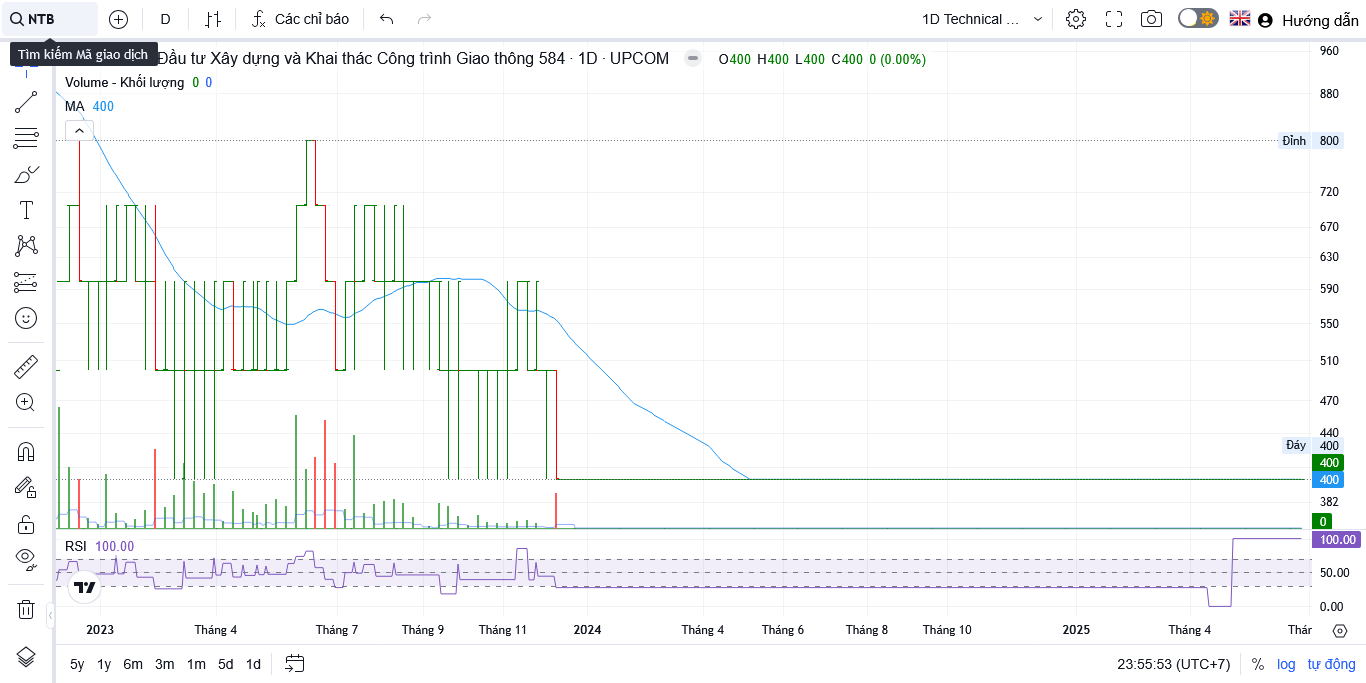 NTB
D
Các chỉ báo
1D Technical ...
Hướng dẫn
Tìm kiếm Mã giao dịch
Đầu tư Xây dựng và Khai thác Công trình Giao thông 584 · 1D · UPCOM
O400 H400 L400 C400 0 (0.00%)
Volume - Khối lượng 0 0
MA 400
960
880
Đỉnh 800
720
670
630
590
550
510
470
440
Đáy 400
400
400
382
0
RSI 100.00
100.00
50.00
0.00
2023 Tháng 4 Tháng 7 Tháng 9 Tháng 11 2024 Tháng 4 Tháng 6 Tháng 8 Tháng 10 2025 Tháng 4 Thár
5y 1y 6m 3m 1m 5d 1d
23:55:53 (UTC+7) % log tự động